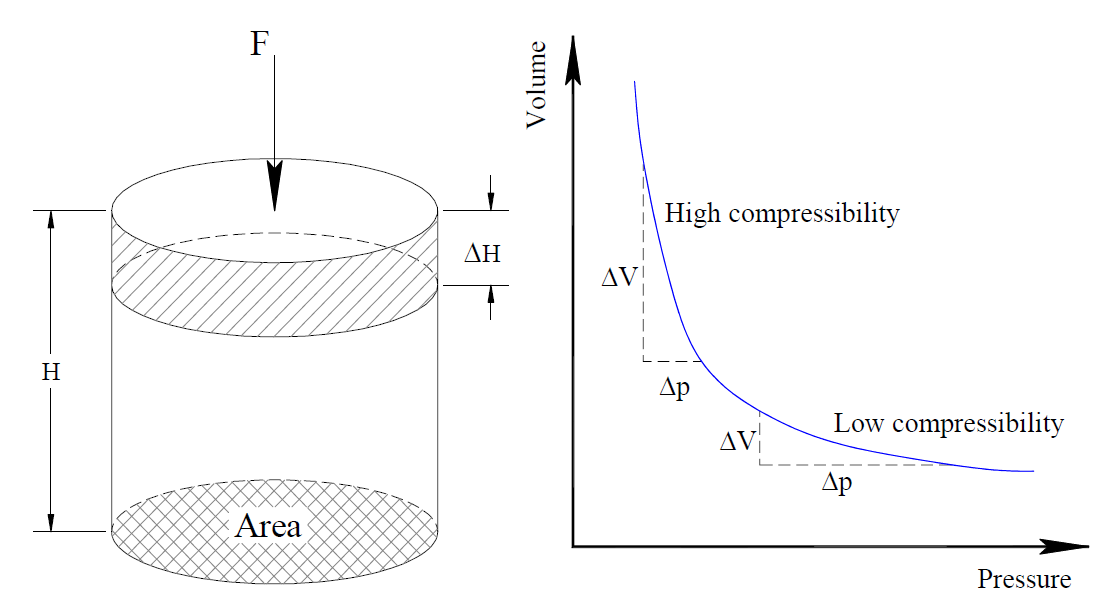 F
ΔH
H
Area
Volume
High compressibility
ΔV
Δp
Low compressibility
ΔV
Δp
Pressure